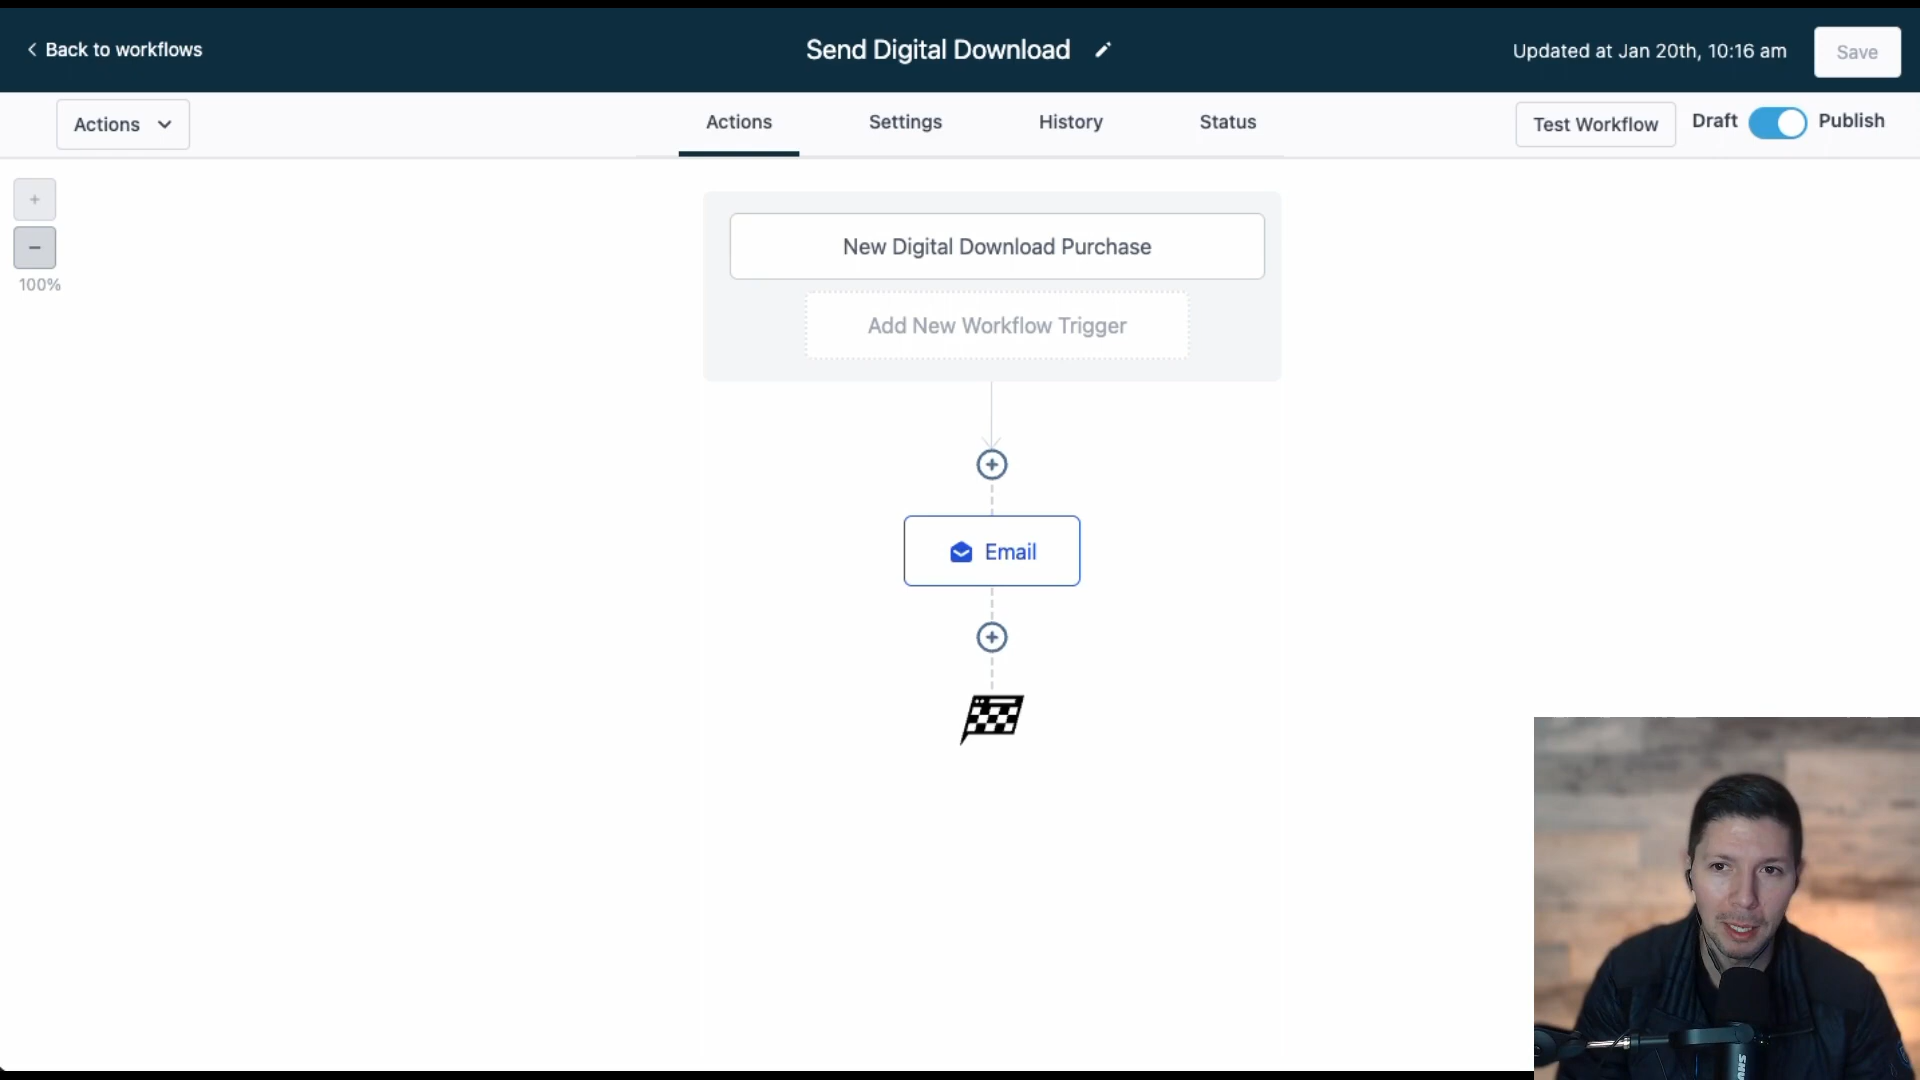 Back to workflows
Send Digital Download
Updated at Jan 20th, 10:16 am
Save
Actions
Actions
Settings
History
Status
Test Workflow
Draft
Publish
+
−
100%
New Digital Download Purchase
Add New Workflow Trigger
Email